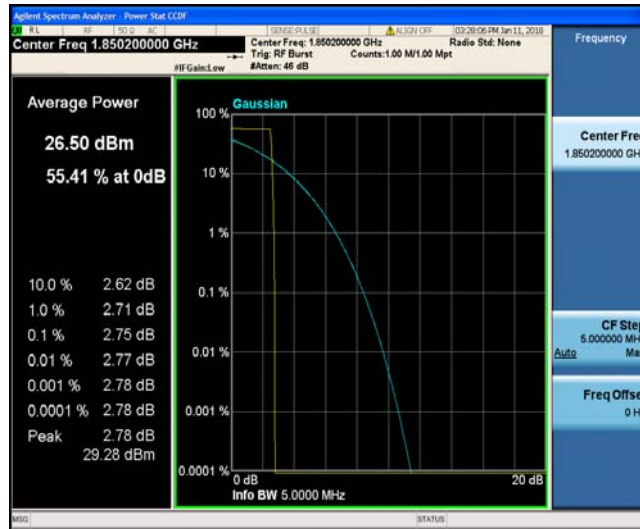 Agilent Spectrum Analyzer - Power Stat CCDF
RL RF 50 Ω AC SENSE:PULSE ALIGN OFF 03:28:06 PM Jan 11, 2018
Center Freq 1.850200000 GHz
Center Freq: 1.850200000 GHz Radio Std: None
Trig: RF Burst Counts:1.00 M/1.00 Mpt
#IFGain:Low #Atten: 46 dB
Frequency
Average Power
26.50 dBm
55.41 % at 0dB
10.0 % 2.62 dB
1.0 % 2.71 dB
0.1 % 2.75 dB
0.01 % 2.77 dB
0.001 % 2.78 dB
0.0001 % 2.78 dB
Peak 2.78 dB
29.28 dBm
Gaussian
100 %
10 %
1 %
0.1 %
0.01 %
0.001 %
0.0001 %
0 dB 20 dB
Info BW 5.0000 MHz
Center Fre
1.850200000 GH
CF Step
5.000000 MH
Auto Ma
Freq Offse
0 H
MSG STATUS